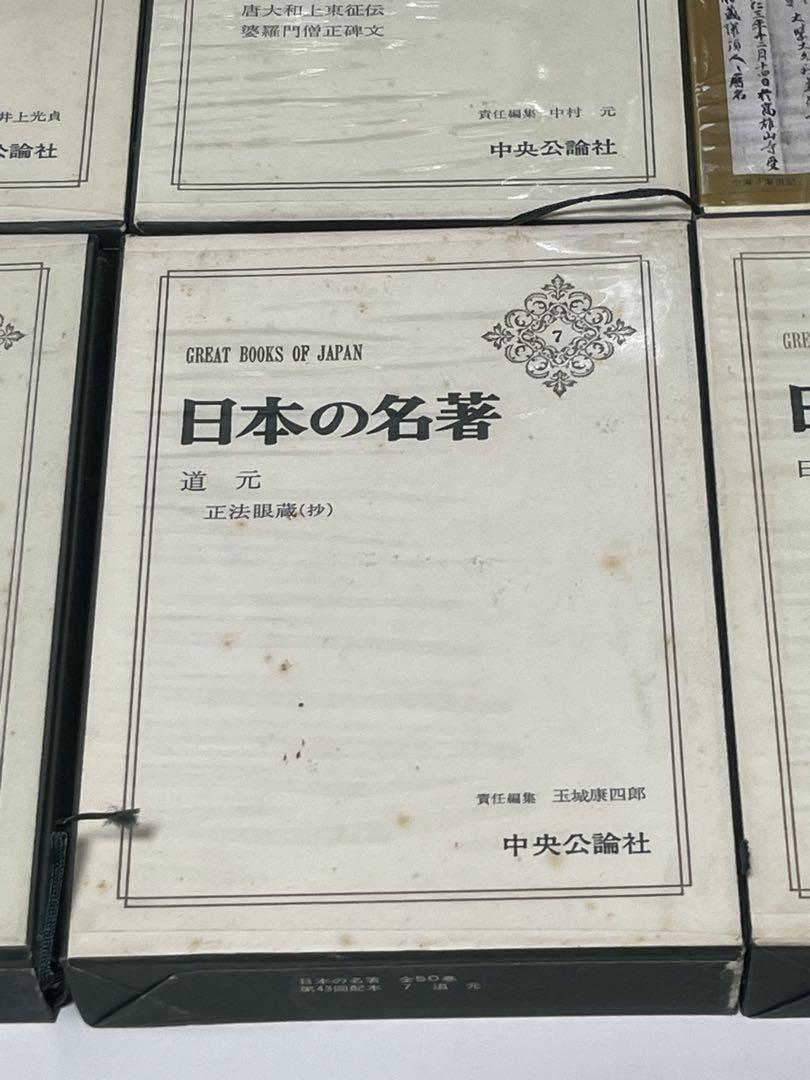 唐大和上東征伝
婆羅門僧正碑文
井上光貞
論社
責任編集 中村 元
中央公論社
7
GREAT BOOKS OF JAPAN
日本の名著
道 元
正法眼蔵(抄)
責任編集 玉城康四郎
中央公論社
日本の名著 全50巻
第43回配本 7 道 元
GRE
日